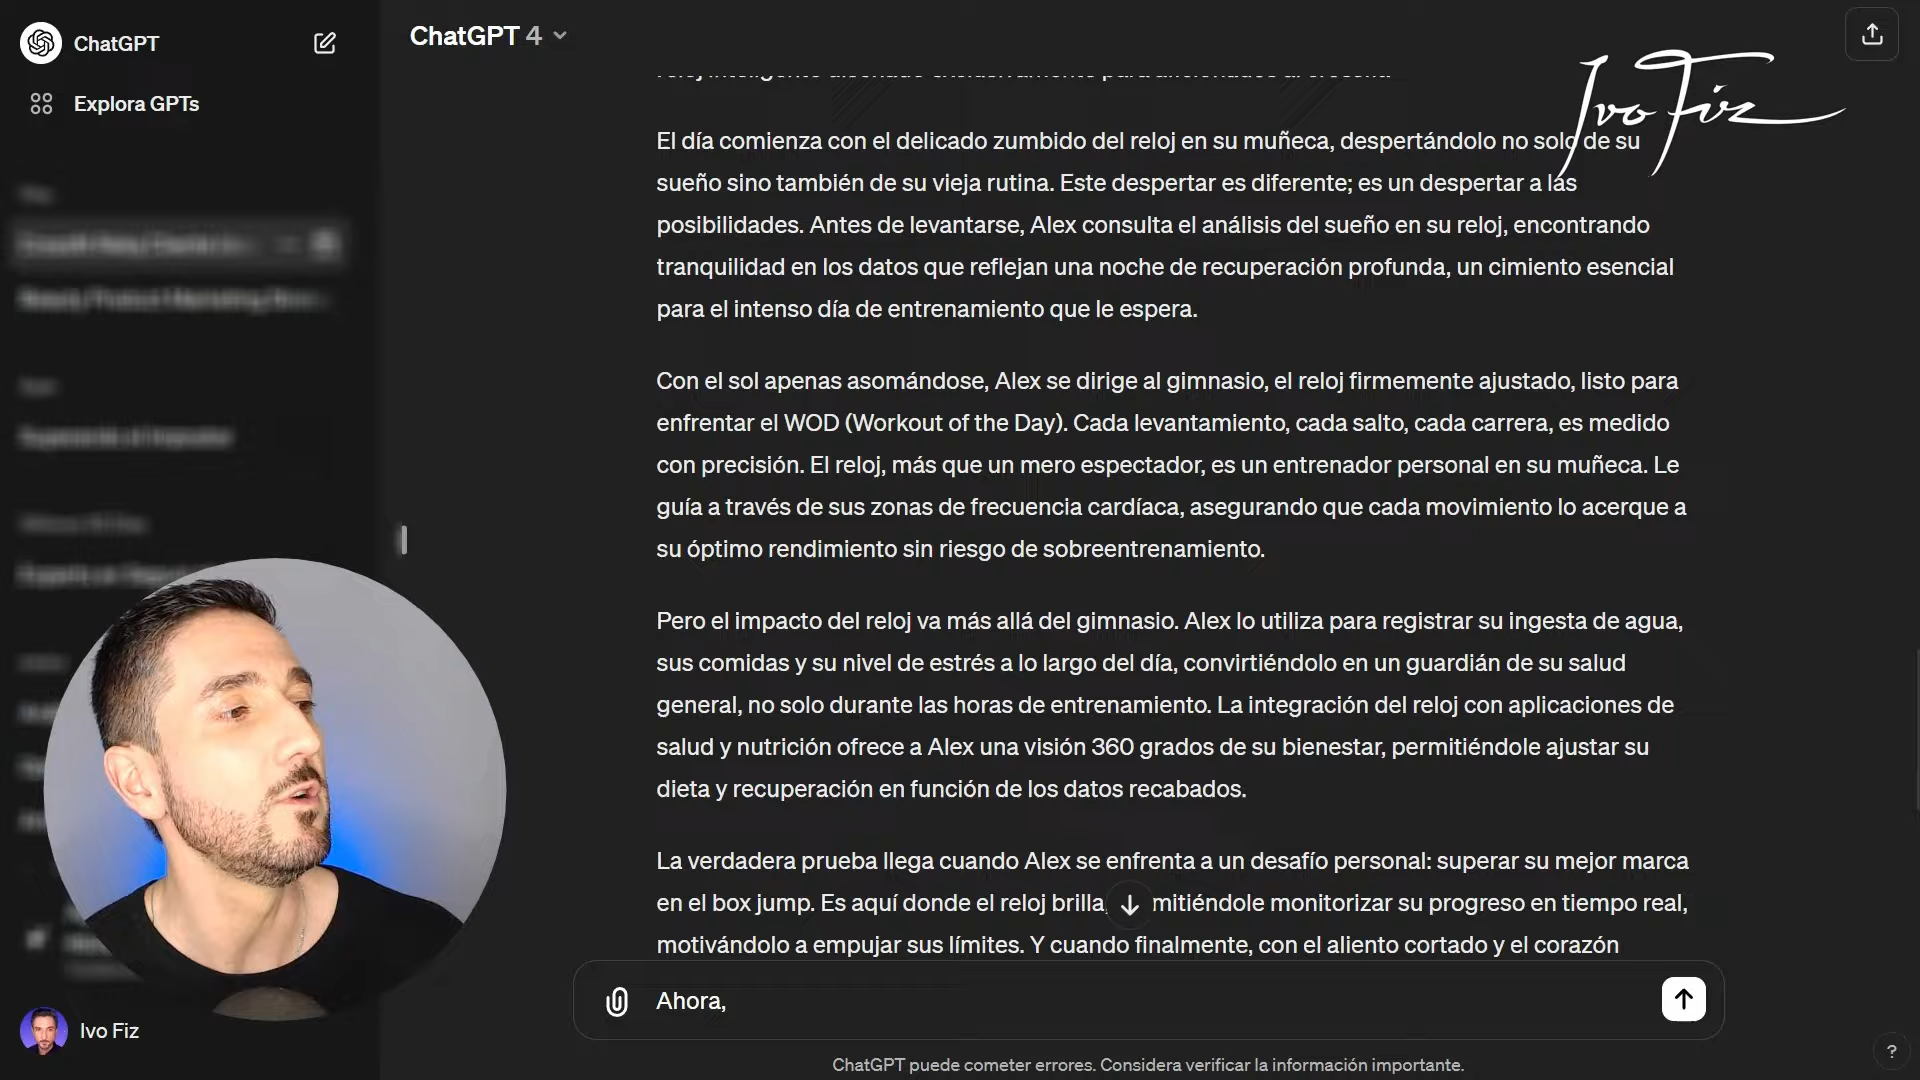 ChatGPT
Explora GPTs
ChatGPT 4
Ivo Fiz
El día comienza con el delicado zumbido del reloj en su muñeca, despertándolo no solo de su
sueño sino también de su vieja rutina. Este despertar es diferente; es un despertar a las
posibilidades. Antes de levantarse, Alex consulta el análisis del sueño en su reloj, encontrando
tranquilidad en los datos que reflejan una noche de recuperación profunda, un cimiento esencial
para el intenso día de entrenamiento que le espera.
Con el sol apenas asomándose, Alex se dirige al gimnasio, el reloj firmemente ajustado, listo para
enfrentar el WOD (Workout of the Day). Cada levantamiento, cada salto, cada carrera, es medido
con precisión. El reloj, más que un mero espectador, es un entrenador personal en su muñeca. Le
guía a través de sus zonas de frecuencia cardíaca, asegurando que cada movimiento lo acerque a
su óptimo rendimiento sin riesgo de sobreentrenamiento.
Pero el impacto del reloj va más allá del gimnasio. Alex lo utiliza para registrar su ingesta de agua,
sus comidas y su nivel de estrés a lo largo del día, convirtiéndolo en un guardián de su salud
general, no solo durante las horas de entrenamiento. La integración del reloj con aplicaciones de
salud y nutrición ofrece a Alex una visión 360 grados de su bienestar, permitiéndole ajustar su
dieta y recuperación en función de los datos recabados.
La verdadera prueba llega cuando Alex se enfrenta a un desafío personal: superar su mejor marca
en el box jump. Es aquí donde el reloj brilla, mitiéndole monitorizar su progreso en tiempo real,
motivándolo a empujar sus límites. Y cuando finalmente, con el aliento cortado y el corazón
Ahora,
Ivo Fiz
ChatGPT puede cometer errores. Considera verificar la información importante.
?